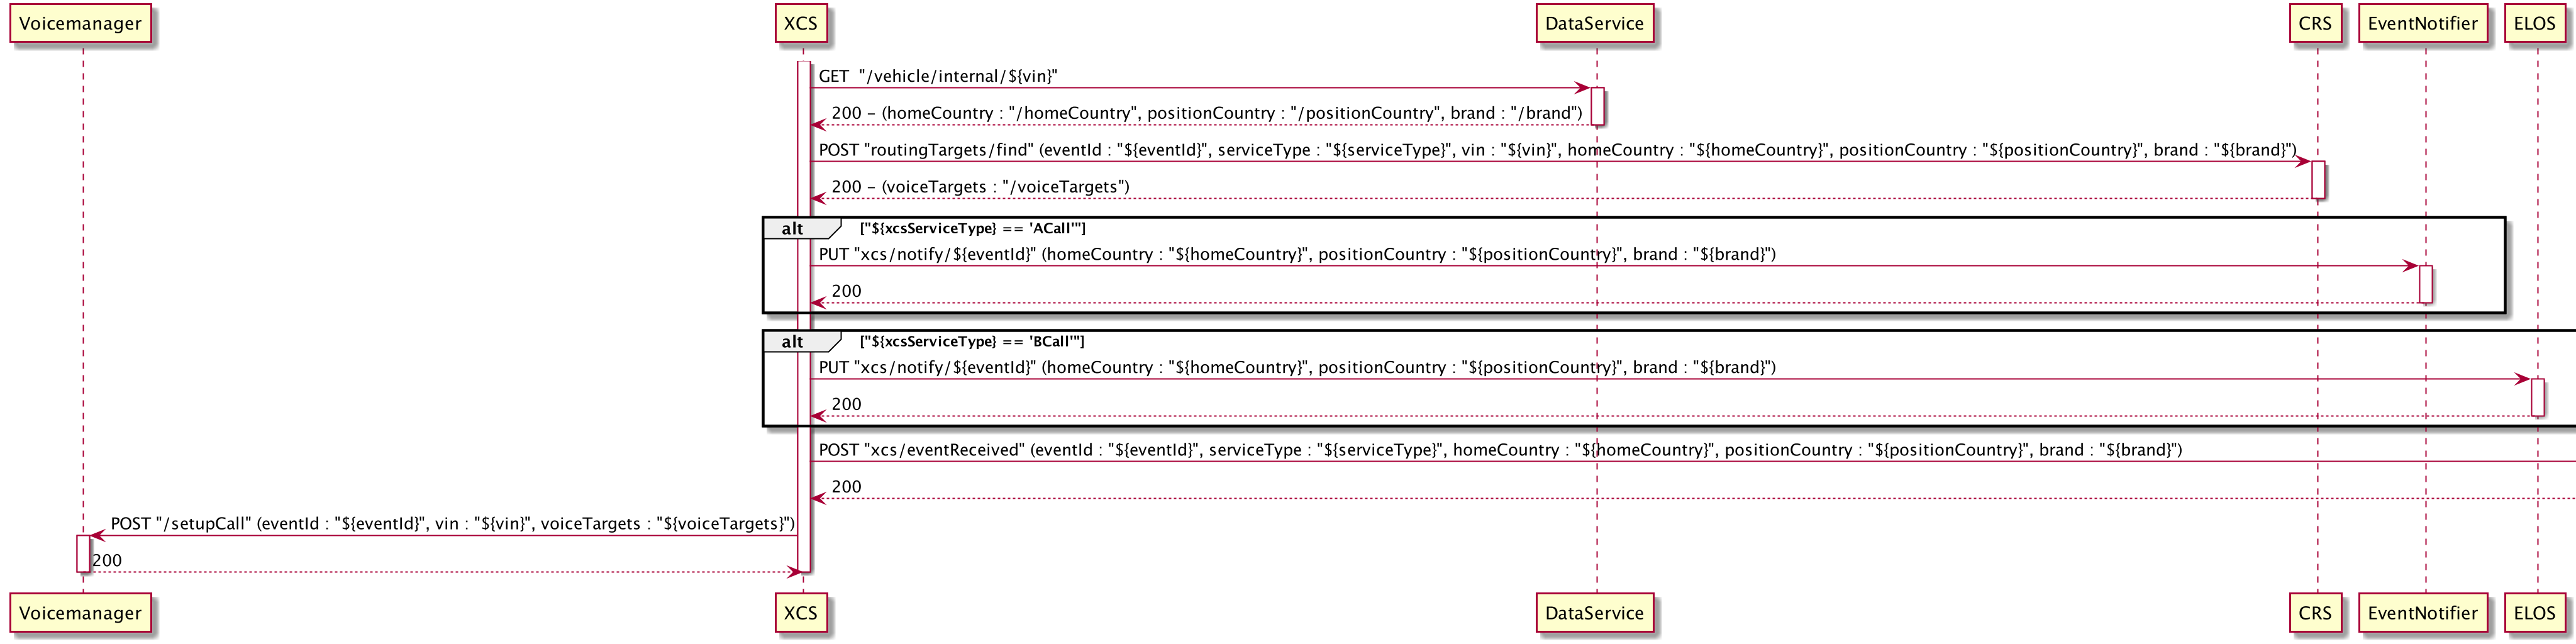 Voicemanager XCS DataService CRS EventNotifier ELOS
GET "/vehicle/internal/${vin}"
200 - (homeCountry : "/homeCountry", positionCountry : "/positionCountry", brand : "/brand")
POST "routingTargets/find" (eventId : "${eventId}", serviceType : "${serviceType}", vin : "${vin}", homeCountry : "${homeCountry}", positionCountry : "${positionCountry}", brand : "${brand}")
200 - (voiceTargets : "/voiceTargets")
alt ["${xcsServiceType} == 'ACall'"]
PUT "xcs/notify/${eventId}" (homeCountry : "${homeCountry}", positionCountry : "${positionCountry}", brand : "${brand}")
200
alt ["${xcsServiceType} == 'BCall'"]
PUT "xcs/notify/${eventId}" (homeCountry : "${homeCountry}", positionCountry : "${positionCountry}", brand : "${brand}")
200
POST "xcs/eventReceived" (eventId : "${eventId}", serviceType : "${serviceType}", homeCountry : "${homeCountry}", positionCountry : "${positionCountry}", brand : "${brand}")
200
POST "/setupCall" (eventId : "${eventId}", vin : "${vin}", voiceTargets : "${voiceTargets}")
200
Voicemanager XCS DataService CRS EventNotifier ELOS